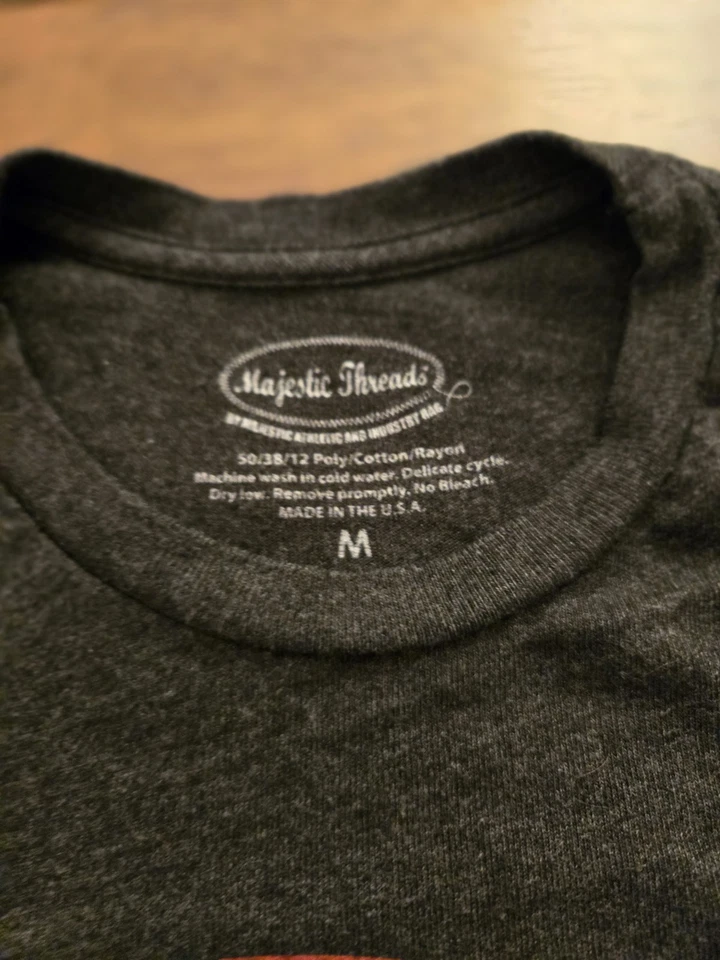 Majestic Threads
BY MAJESTIC ATHLETIC AND INDUSTRY RAG
50/38/12 Poly/Cotton/Rayon
Machine wash in cold water. Delicate cycle.
Dry low. Remove promptly. No Bleach.
MADE IN THE U.S.A.
M